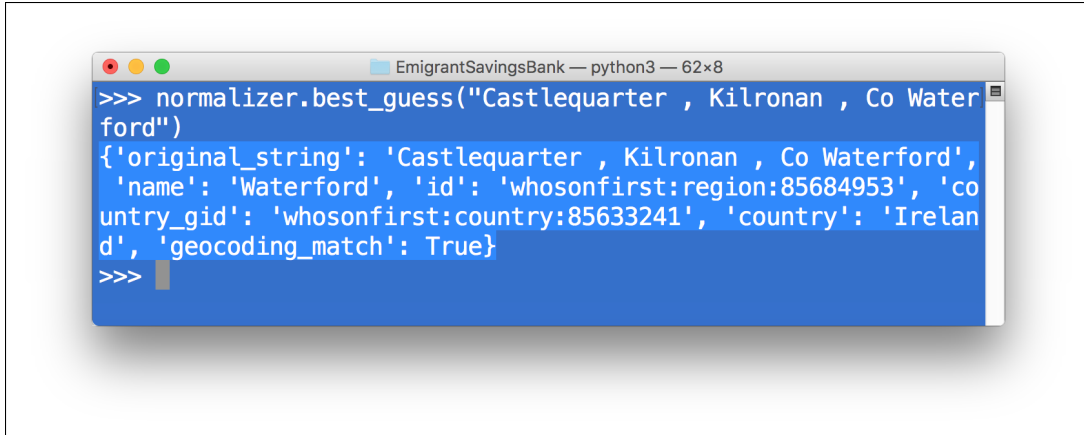 EmigrantSavingsBank — python3 — 62×8
>>> normalizer.best_guess("Castlequarter , Kilronan , Co Water
ford")
{'original_string': 'Castlequarter , Kilronan , Co Waterford',
 'name': 'Waterford', 'id': 'whosonfirst:region:85684953', 'co
untry_gid': 'whosonfirst:country:85633241', 'country': 'Irelan
d', 'geocoding_match': True}
>>>